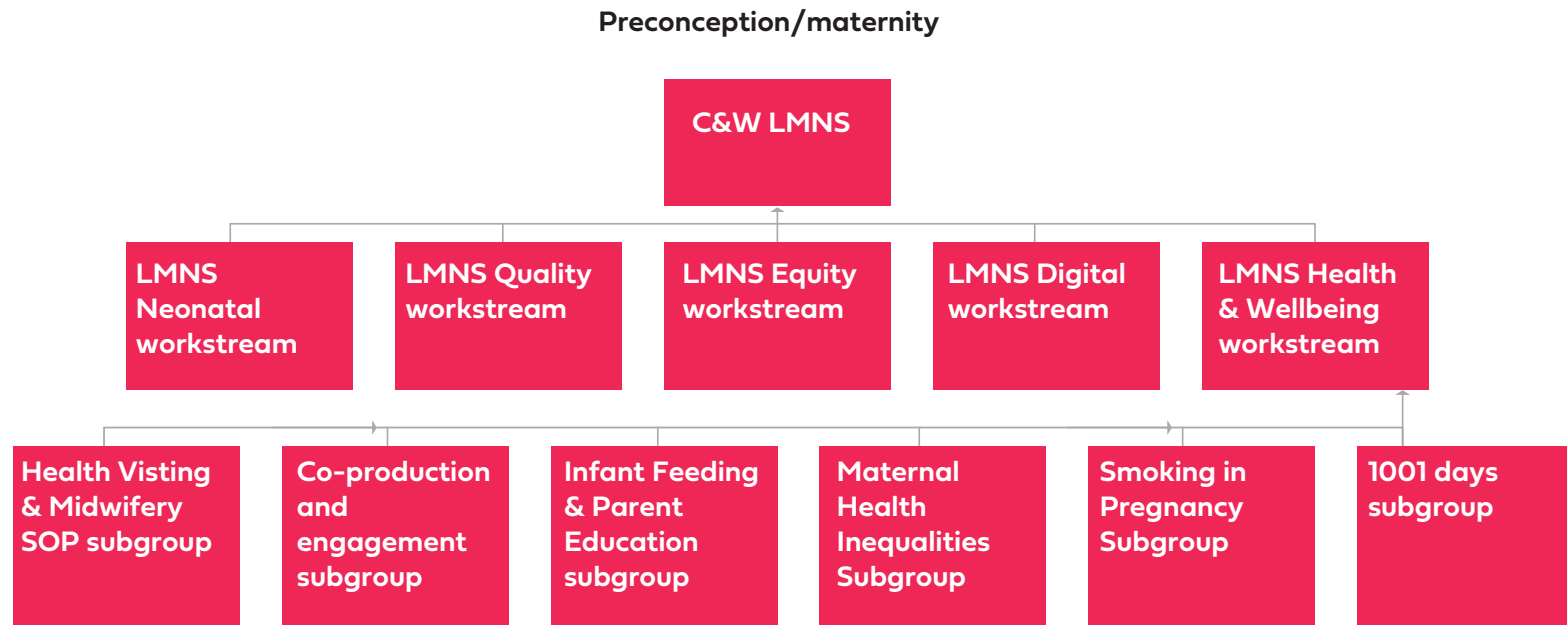 Preconception/maternity
C&W LMNS
LMNS
Neonatal
workstream
LMNS Quality
workstream
LMNS Equity
workstream
LMNS Digital
workstream
LMNS Health
& Wellbeing
workstream
Health Visting
& Midwifery
SOP subgroup
Co-production
and
engagement
subgroup
Infant Feeding
& Parent
Education
subgroup
Maternal
Health
Inequalities
Subgroup
Smoking in
Pregnancy
Subgroup
1001 days
subgroup